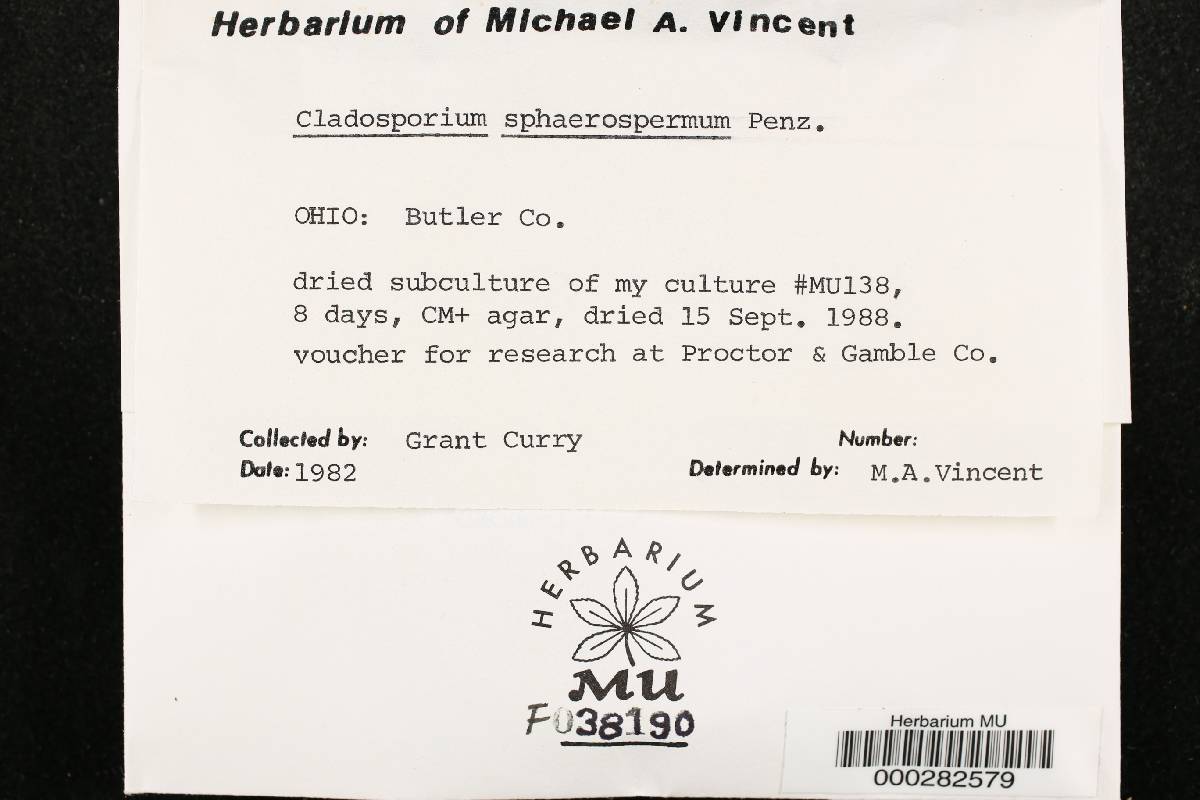 Herbarium of Michael A. Vincent
Cladosporium sphaerospermum Penz.
OHIO: Butler Co.
dried subculture of my culture #MU138,
8 days, CM+ agar, dried 15 Sept. 1988.
voucher for research at Proctor & Gamble Co.
Collected by: Grant Curry Number:
Date: 1982 Determined by: M.A.Vincent
HERBARIUM
MU
F038190
Herbarium MU
000282579